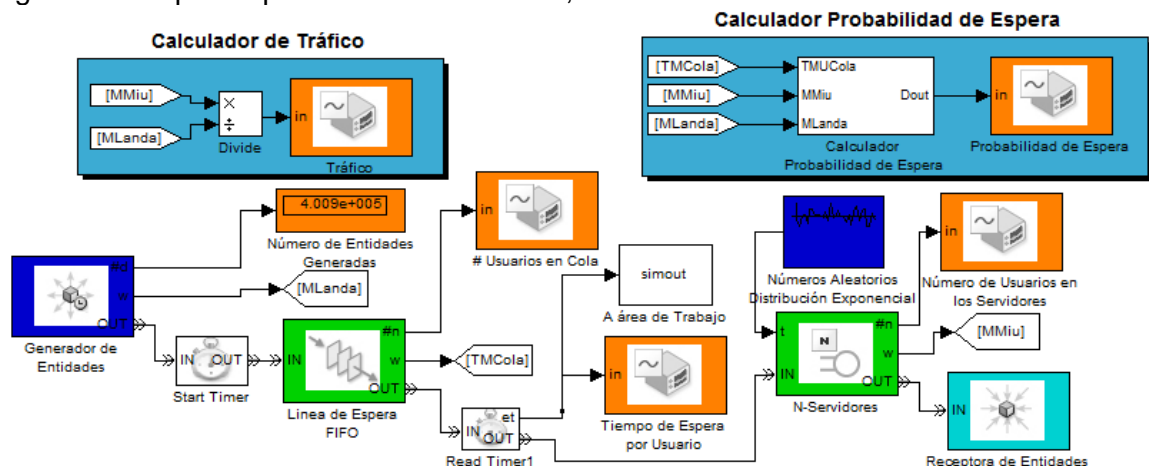 Calculador de Tráfico
[MMiu]
[MLanda]
×
÷
Divide
in
Tráfico
Calculador Probabilidad de Espera
[TMCola]
[MMiu]
[MLanda]
TMUCola
MMiu
MLanda
Dout
Calculador
Probabilidad de Espera
in
Probabilidad de Espera
4.009e+005
Número de Entidades
Generadas
#d
w
OUT
Generador de
Entidades
[MLanda]
IN OUT
Start Timer
IN
#n
w
OUT
Linea de Espera
FIFO
[TMCola]
in
# Usuarios en Cola
simout
A área de Trabajo
et
IN OUT
Read Timer1
in
Tiempo de Espera
por Usuario
Números Aleatorios
Distribución Exponencial
t
IN
N
#n
w
OUT
N-Servidores
in
Número de Usuarios en
los Servidores
[MMiu]
IN
Receptora de Entidades